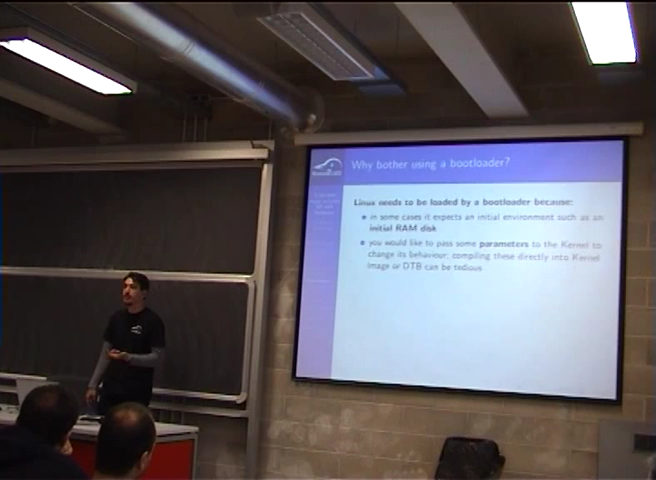 Why bother using a bootloader?
Linux needs to be loaded by a bootloader because:
in some cases it expects an initial environment such as an
initial RAM disk
you would like to pass some parameters to the Kernel to
change its behaviour; compiling these directly into Kernel
image or DTB can be tedious